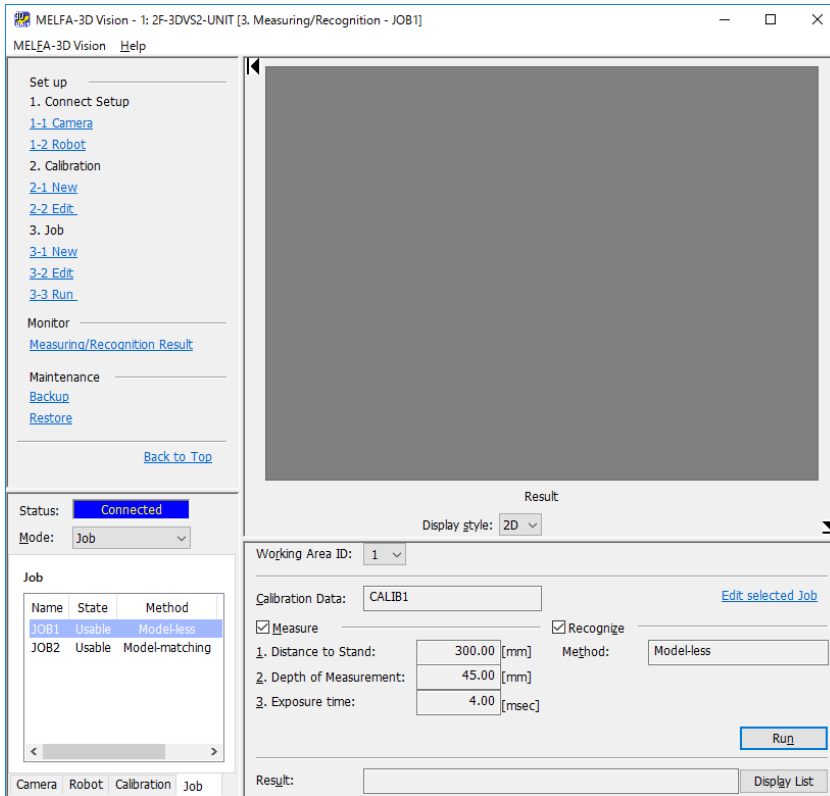 MELFA-3D Vision - 1: 2F-3DVS2-UNIT [3. Measuring/Recognition - JOB1]
MELFA-3D Vision Help
Set up
1. Connect Setup
1-1 Camera
1-2 Robot
2. Calibration
2-1 New
2-2 Edit
3. Job
3-1 New
3-2 Edit
3-3 Run
Monitor
Measuring/Recognition Result
Maintenance
Backup
Restore
Back to Top
Status: Connected
Mode: Job
Job
Name State Method
JOB1 Usable Model-less
JOB2 Usable Model-matching
Camera Robot Calibration Job
Result
Display style: 2D
Working Area ID: 1
Calibration Data: CALIB1 Edit selected Job
Measure Recognize
1. Distance to Stand: 300.00 [mm] Method: Model-less
2. Depth of Measurement: 45.00 [mm]
3. Exposure time: 4.00 [msec]
Run
Result: Display List